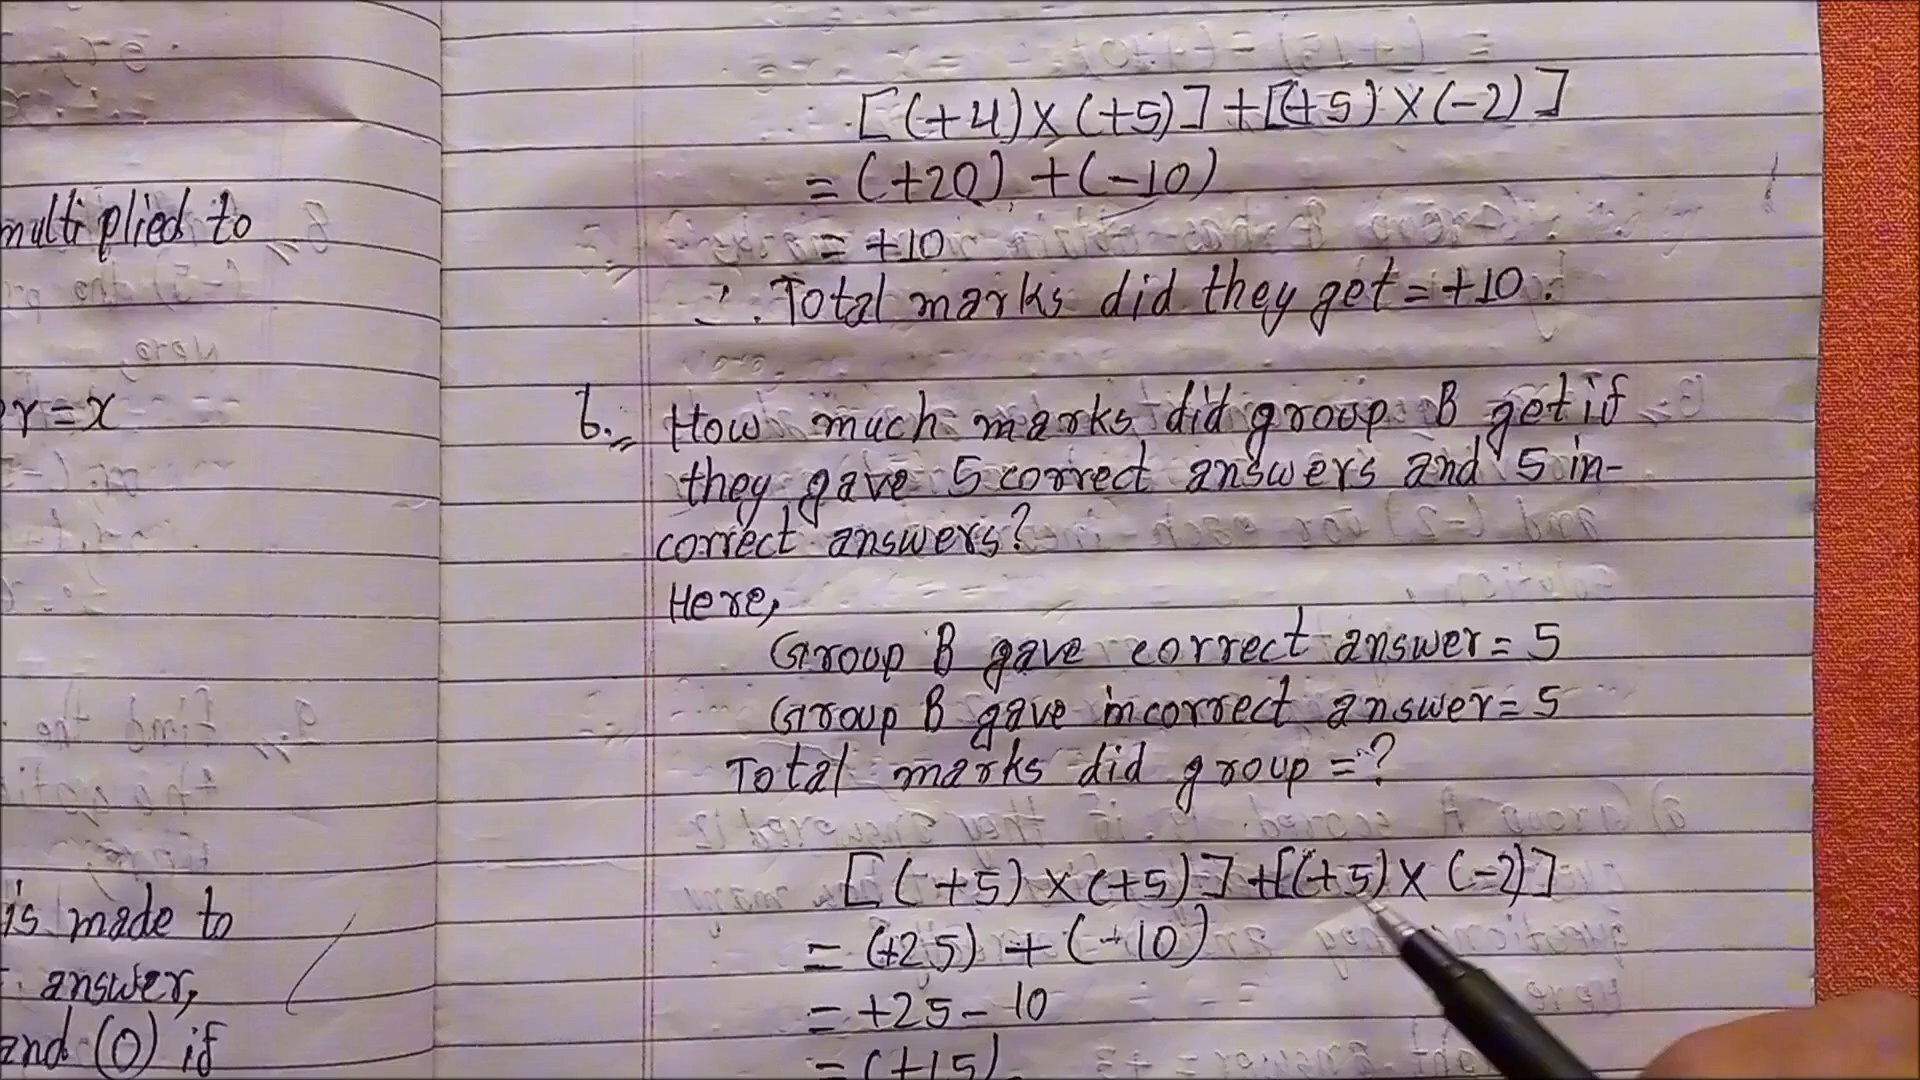 multiplied to
r = x
is made to
answer,
and (0) if
[(+4) × (+5)] + [(+5) × (-2)]
= (+20) + (-10)
= +10
∴ Total marks did they get = +10.
b. How much marks did group B get if
they gave 5 correct answers and 5 in-
correct answers?
Here,
Group B gave correct answer = 5
Group B gave incorrect answer = 5
Total marks did group = ?
[(+5) × (+5)] + [(+5) × (-2)]
= (+25) + (-10)
= +25 - 10
= (+15)